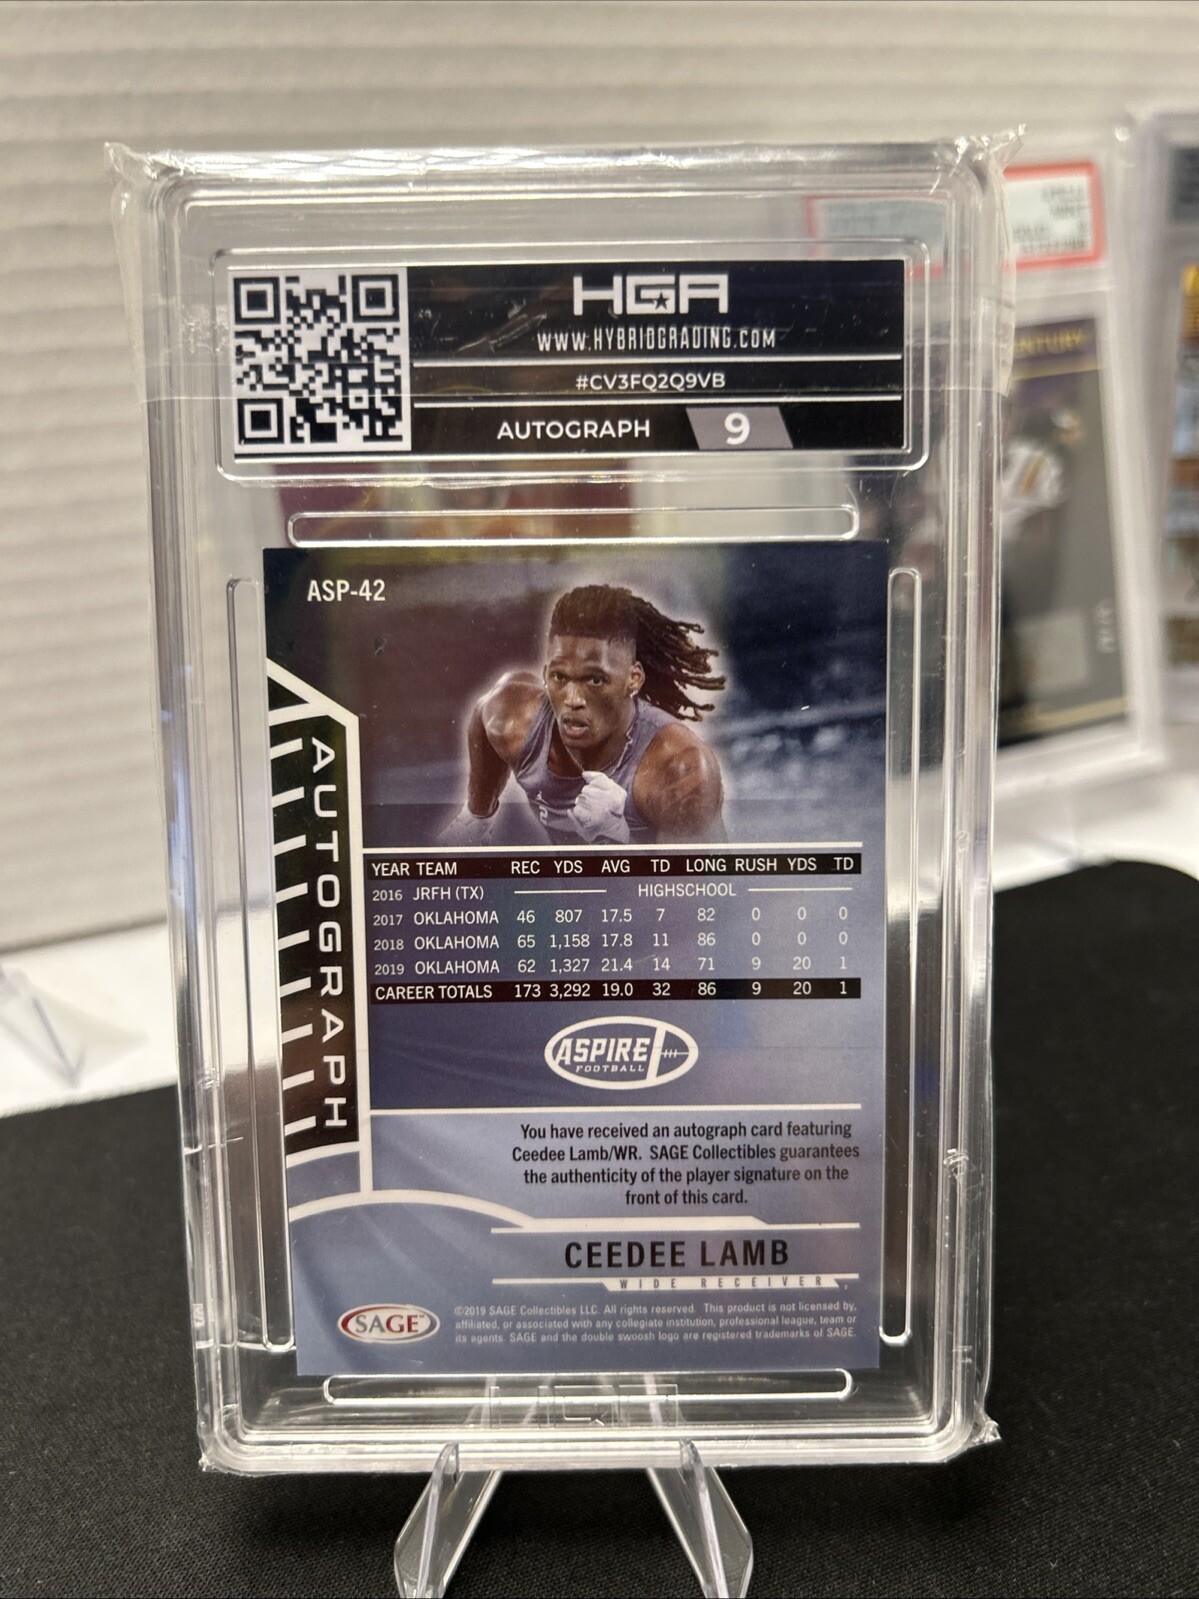 HGA
WWW.HYBRIDGRADING.COM
#CV3FQ2Q9VB
AUTOGRAPH 9
ASP-42
AUTOGRAPH
YEAR TEAM REC YDS AVG TD LONG RUSH YDS TD
2016 JRFH (TX) HIGHSCHOOL
2017 OKLAHOMA 46 807 17.5 7 82 0 0 0
2018 OKLAHOMA 65 1,158 17.8 11 86 0 0 0
2019 OKLAHOMA 62 1,327 21.4 14 71 9 20 1
CAREER TOTALS 173 3,292 19.0 32 86 9 20 1
ASPIRE
FOOTBALL
You have received an autograph card featuring
Ceedee Lamb/WR. SAGE Collectibles guarantees
the authenticity of the player signature on the
front of this card.
CEEDEE LAMB
WIDE RECEIVER
SAGE™
©2019 SAGE Collectibles LLC. All rights reserved. This product is not licensed by,
affiliated, or associated with any collegiate institution, professional league, team or
its agents. SAGE and the double swoosh logo are registered trademarks of SAGE.
HGA